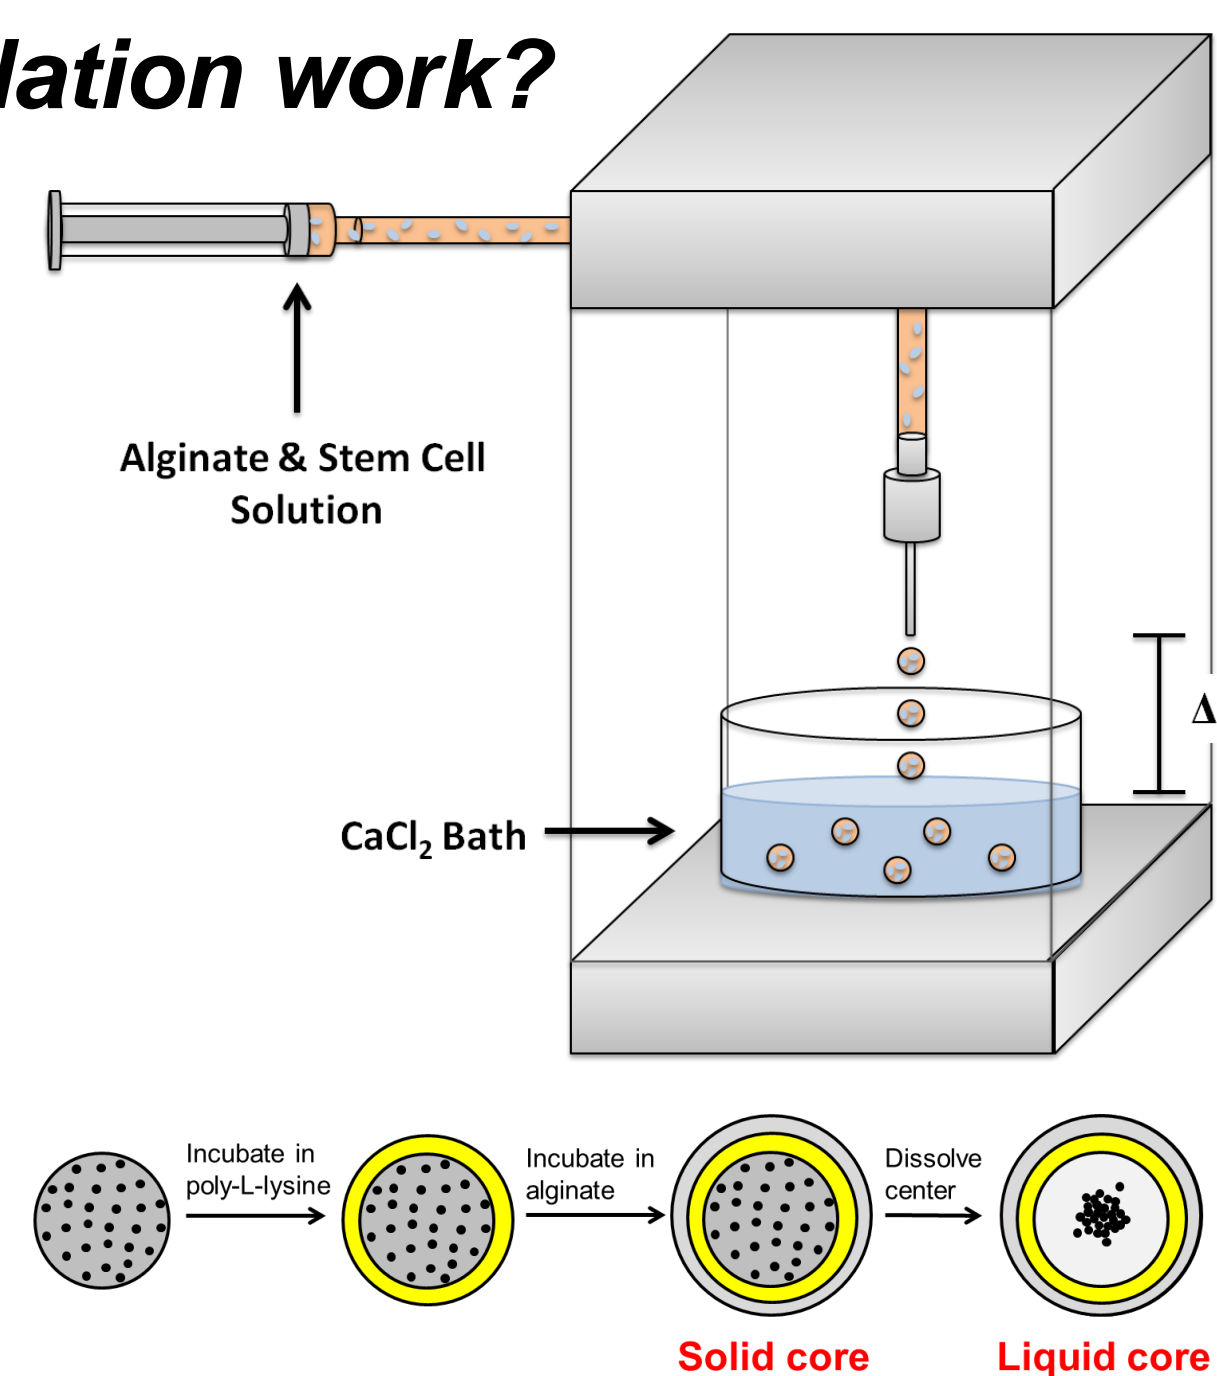 lation work?
Alginate & Stem Cell
Solution
Δ
CaCl₂ Bath
Incubate in
poly-L-lysine
Incubate in
alginate
Dissolve
center
Solid core
Liquid core